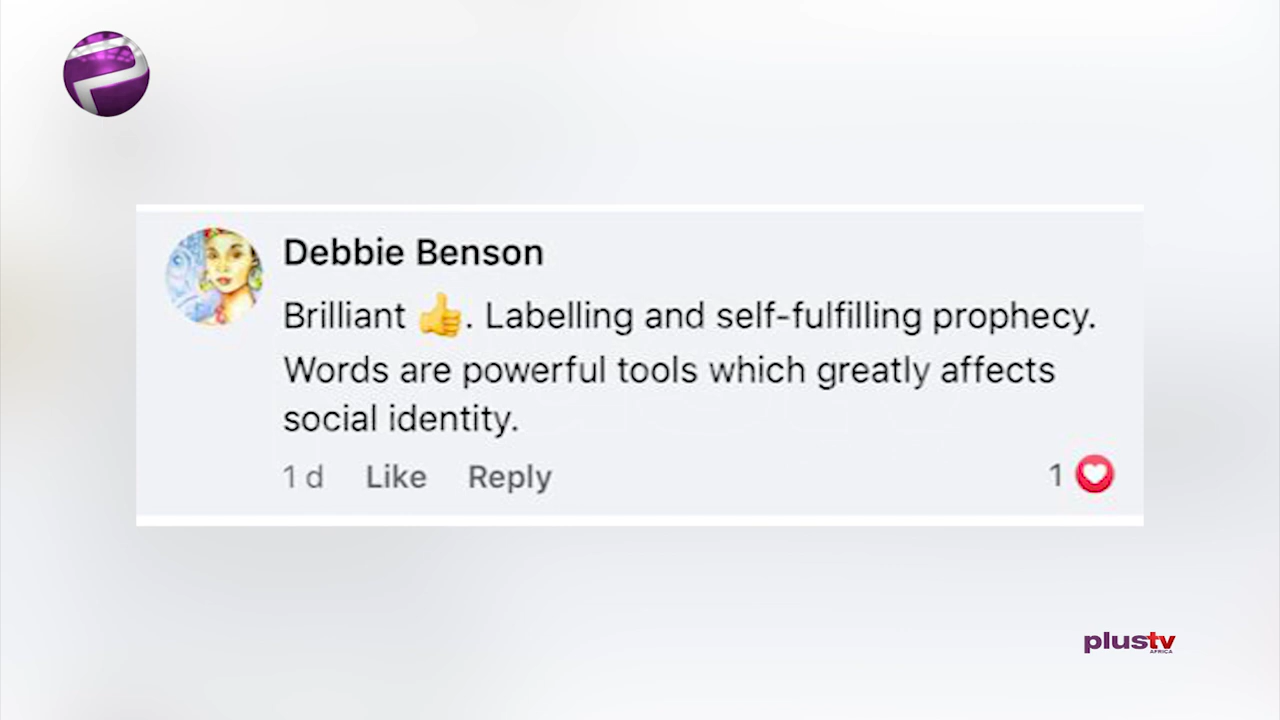 Debbie Benson
Brilliant 👍. Labelling and self-fulfilling prophecy.
Words are powerful tools which greatly affects
social identity.
1 d Like Reply 1
plustv
AFRICA